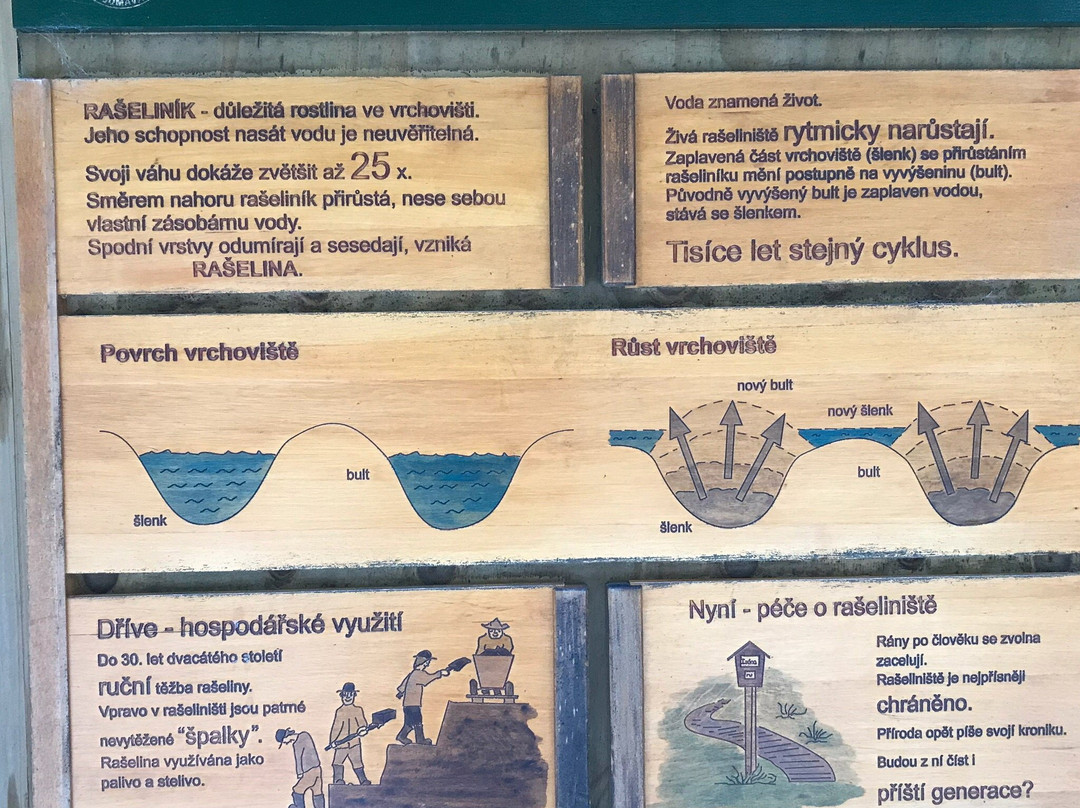 RAŠELINÍK - důležitá rostlina ve vrchovišti.
Jeho schopnost nasát vodu je neuvěřitelná.
Svoji váhu dokáže zvětšit až 25 x.
Směrem nahoru rašeliník přirůstá, nese sebou
vlastní zásobárnu vody.
Spodní vrstvy odumírají a sesedají, vzniká
RAŠELINA.
Voda znamená život.
Živá rašeliniště rytmicky narůstají.
Zaplavená část vrchoviště (šlenk) se přirůstáním
rašeliníku mění postupně na vyvýšeninu (bult).
Původně vyvýšený bult je zaplaven vodou,
stává se šlenkem.
Tisíce let stejný cyklus.
Povrch vrchoviště
bult
šlenk
Růst vrchoviště
nový bult
nový šlenk
bult
šlenk
Dříve - hospodářské využití
Do 30. let dvacátého století
ruční těžba rašeliny.
Vpravo v rašeliništi jsou patrné
nevytěžené "špalky".
Rašelina využívána jako
palivo a stelivo.
Nyní - péče o rašeliniště
Rány po člověku se zvolna
zacelují.
Rašeliniště je nejpřísněji
chráněno.
Příroda opět píše svoji kroniku.
Budou z ní číst i
příští generace?